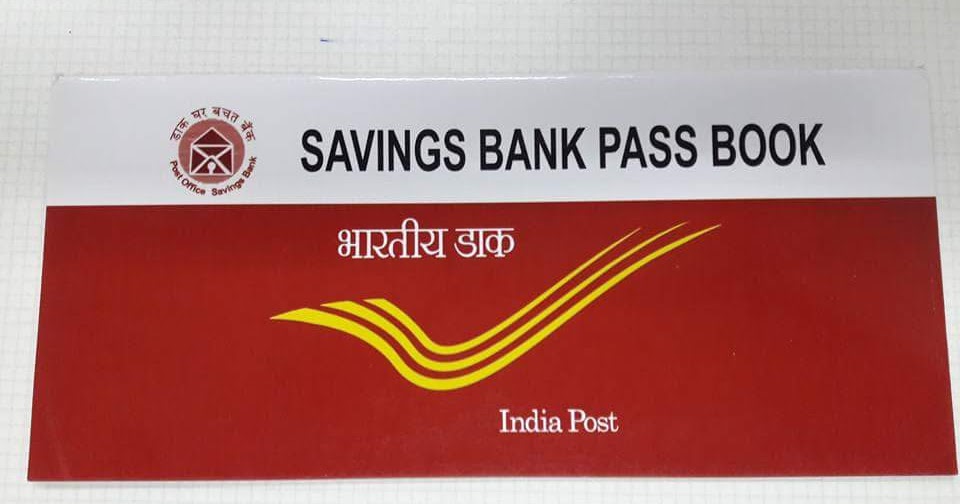 डाक घर बचत बैंक
Post Office Savings Bank
SAVINGS BANK PASS BOOK
भारतीय डाक
India Post